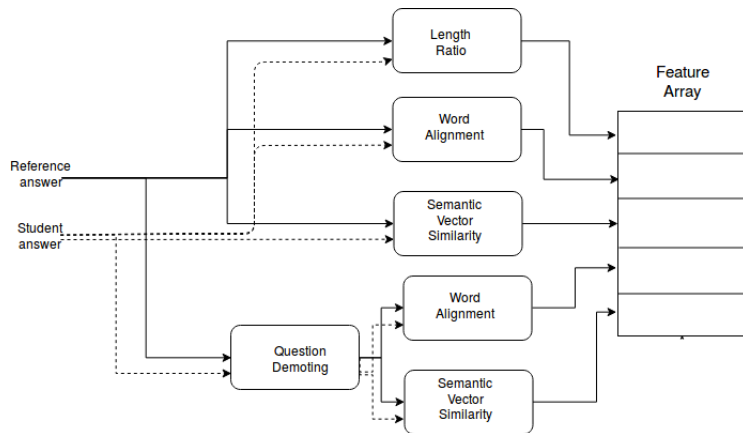 Length
Ratio
Feature
Array
Word
Alignment
Reference
answer
Student
answer
Semantic
Vector
Similarity
Word
Alignment
Question
Demoting
Semantic
Vector
Similarity